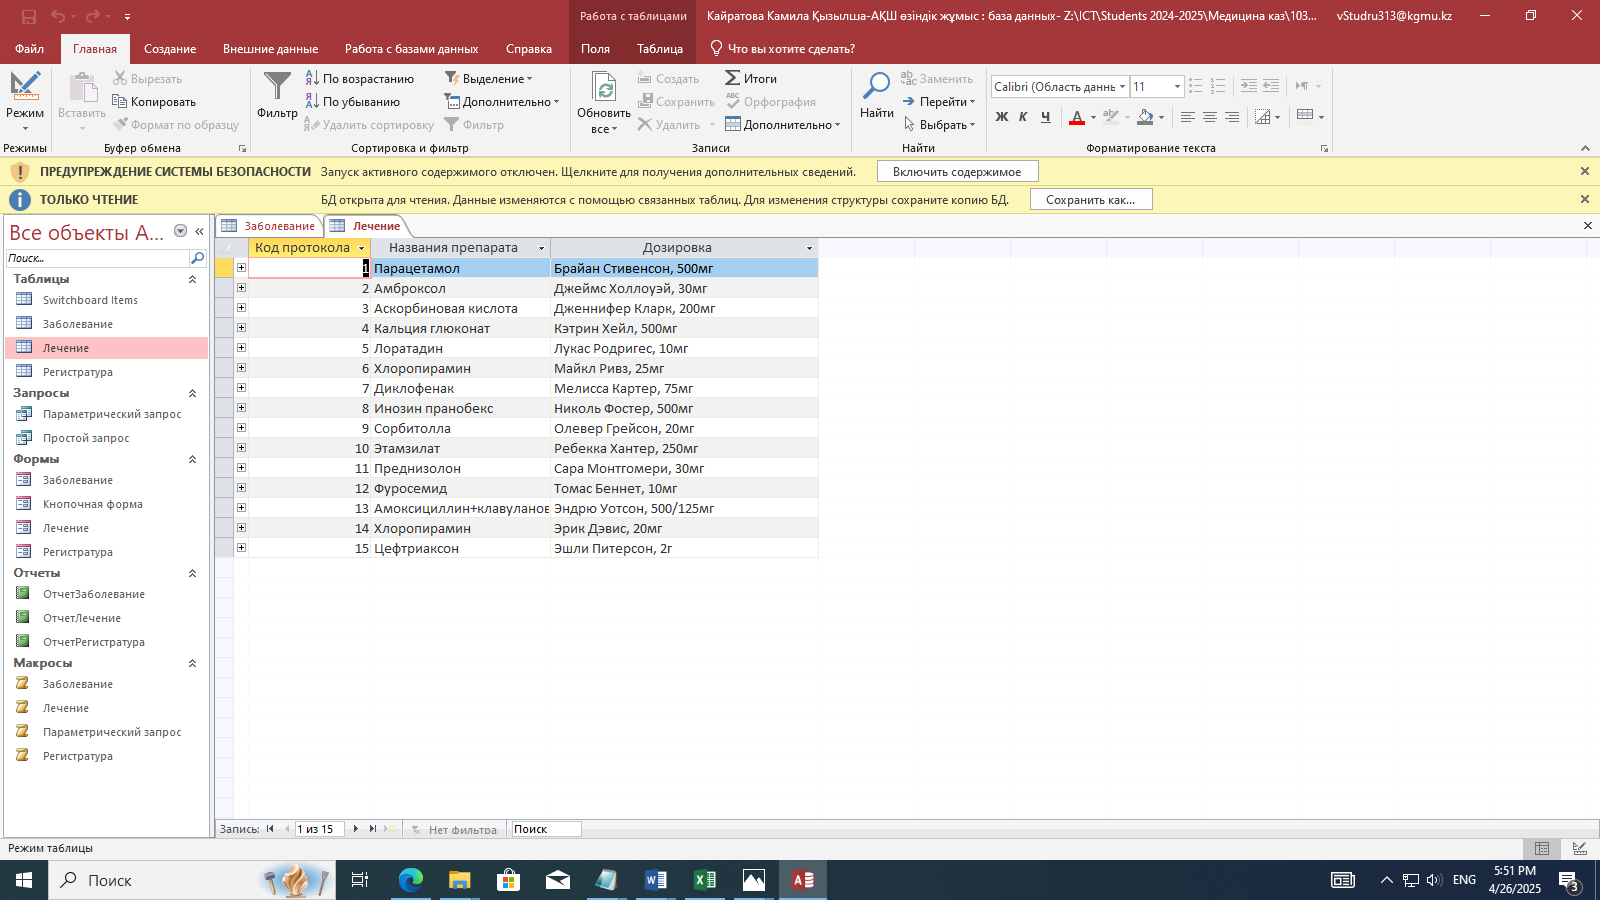 Работа с таблицами
Кайратова Камила Қызылша-АҚШ өзіндік жұмыс : база данных- Z:\ICT\Students 2024-2025\Медицина каз\103...
vStudru313@kgmu.kz
Файл Главная Создание Внешние данные Работа с базами данных Справка Поля Таблица Что вы хотите сделать?
Режим
Режимы
Вставить
Вырезать
Копировать
Формат по образцу
Буфер обмена
Фильтр
По возрастанию
По убыванию
Удалить сортировку
Выделение
Дополнительно
Фильтр
Сортировка и фильтр
Обновить
все
Создать
Сохранить
Удалить
Итоги
Орфография
Дополнительно
Записи
Найти
Заменить
Перейти
Выбрать
Найти
Calibri (Область данны
11
Ж К Ч
Форматирование текста
ПРЕДУПРЕЖДЕНИЕ СИСТЕМЫ БЕЗОПАСНОСТИ Запуск активного содержимого отключен. Щелкните для получения дополнительных сведений. Включить содержимое
ТОЛЬКО ЧТЕНИЕ БД открыта для чтения. Данные изменяются с помощью связанных таблиц. Для изменения структуры сохраните копию БД. Сохранить как...
Все объекты A...
Поиск...
Таблицы
Switchboard Items
Заболевание
Лечение
Регистратура
Запросы
Параметрический запрос
Простой запрос
Формы
Заболевание
Кнопочная форма
Лечение
Регистратура
Отчеты
ОтчетЗаболевание
ОтчетЛечение
ОтчетРегистратура
Макросы
Заболевание
Лечение
Параметрический запрос
Регистратура
Заболевание Лечение
Код протокола Названия препарата Дозировка
1 Парацетамол Брайан Стивенсон, 500мг
2 Амброксол Джеймс Холлоуэй, 30мг
3 Аскорбиновая кислота Дженнифер Кларк, 200мг
4 Кальция глюконат Кэтрин Хейл, 500мг
5 Лоратадин Лукас Родригес, 10мг
6 Хлоропирамин Майкл Ривз, 25мг
7 Диклофенак Мелисса Картер, 75мг
8 Инозин пранобекс Николь Фостер, 500мг
9 Сорбитолла Олевер Грейсон, 20мг
10 Этамзилат Ребекка Хантер, 250мг
11 Преднизолон Сара Монтгомери, 30мг
12 Фуросемид Томас Беннет, 10мг
13 Амоксициллин+клавуланов Эндрю Уотсон, 500/125мг
14 Хлоропирамин Эрик Дэвис, 20мг
15 Цефтриаксон Эшли Питерсон, 2г
Запись: 1 из 15 Нет фильтра Поиск
Режим таблицы
Поиск
ENG
5:51 PM
4/26/2025
3